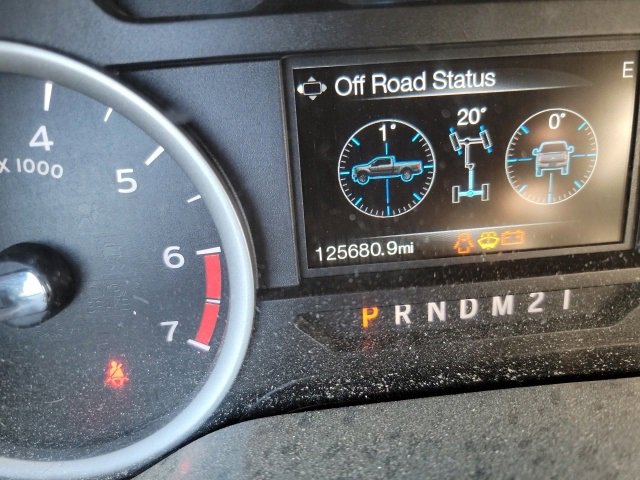 Off Road Status
E
1° 20° 0°
125680.9mi
4
5
6
7
X 1000
P R N D M 2 1